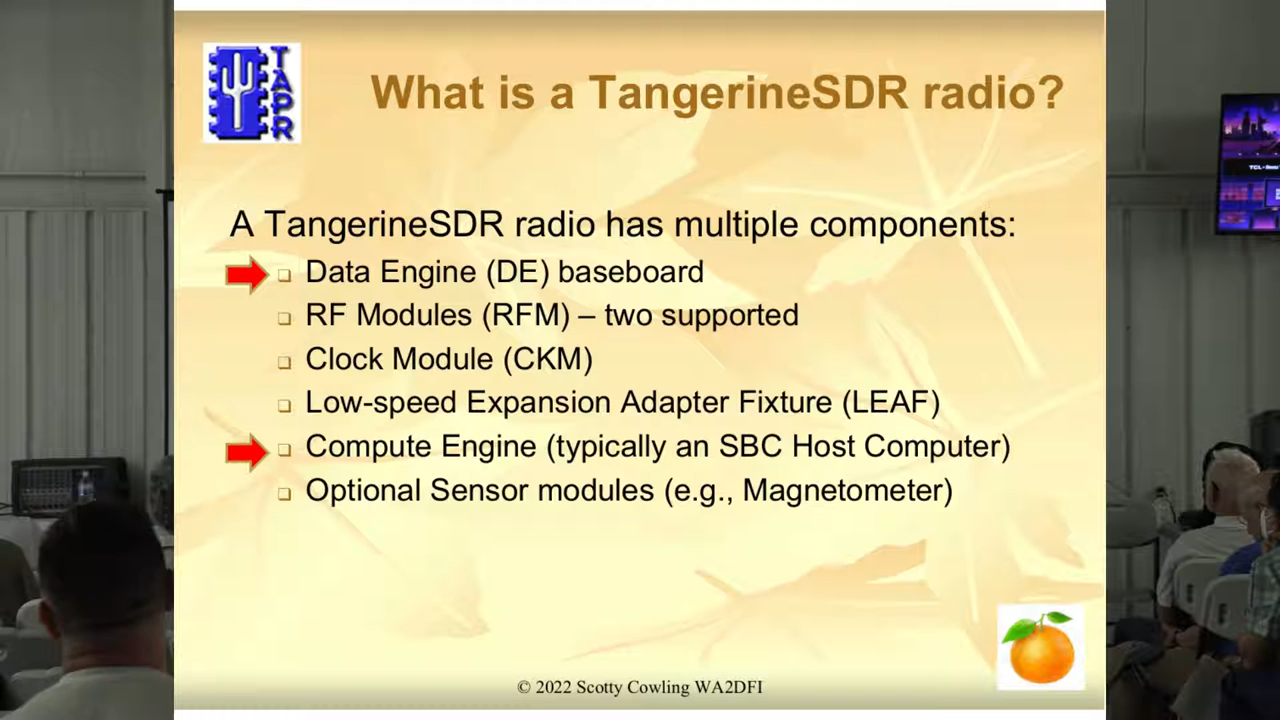 TAPR
What is a TangerineSDR radio?
A TangerineSDR radio has multiple components:
Data Engine (DE) baseboard
RF Modules (RFM) – two supported
Clock Module (CKM)
Low-speed Expansion Adapter Fixture (LEAF)
Compute Engine (typically an SBC Host Computer)
Optional Sensor modules (e.g., Magnetometer)
© 2022 Scotty Cowling WA2DFI